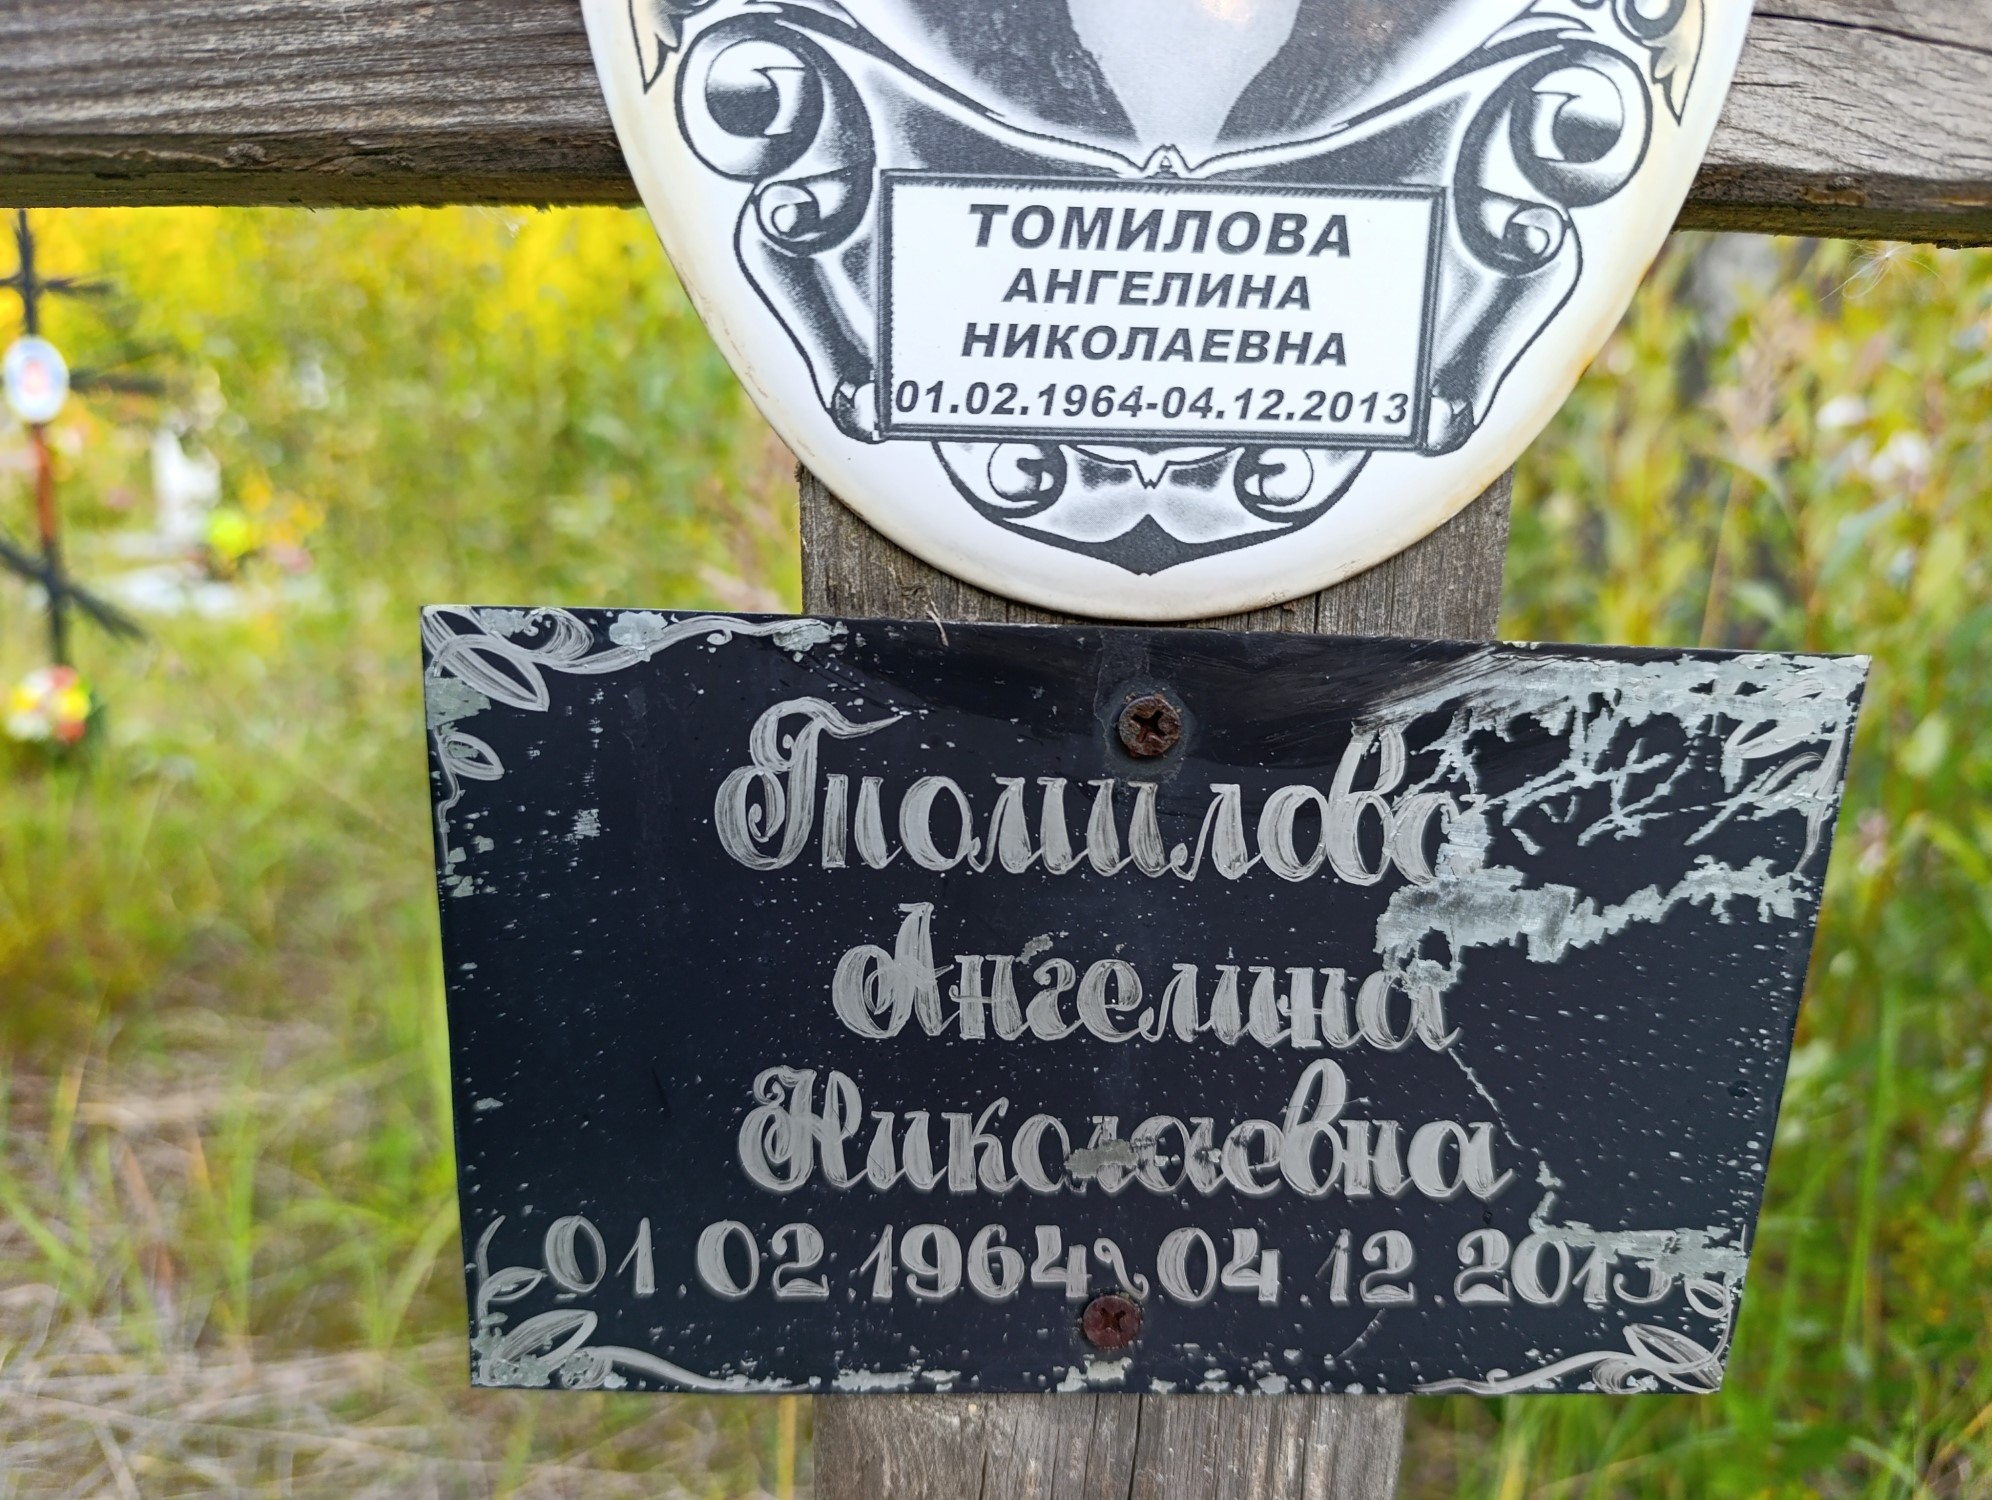 ТОМИЛОВА
АНГЕЛИНА
НИКОЛАЕВНА
01.02.1964-04.12.2013
Томилова
Ангелина
Николаевна
01.02.1964~04.12.2013